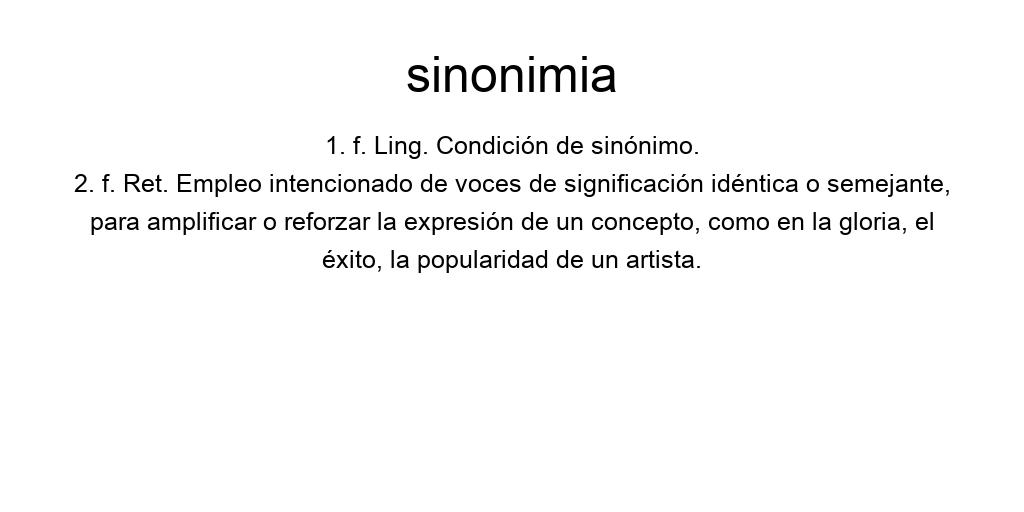 sinonimia
1. f. Ling. Condición de sinónimo.
2. f. Ret. Empleo intencionado de voces de significación idéntica o semejante,
para amplificar o reforzar la expresión de un concepto, como en la gloria, el
éxito, la popularidad de un artista.